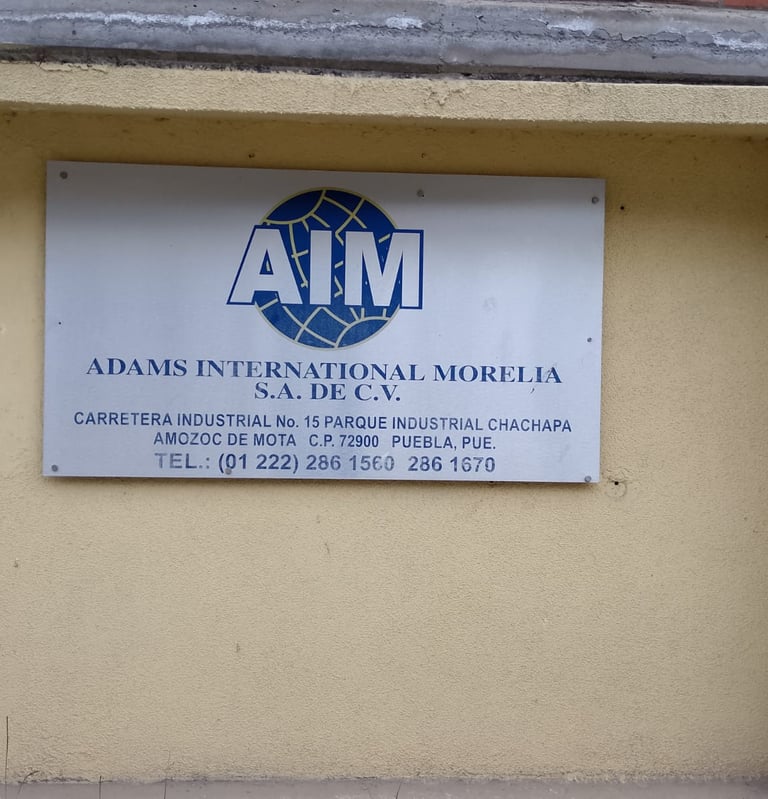 AIM
ADAMS INTERNATIONAL MORELIA
S.A. DE C.V.
CARRETERA INDUSTRIAL No. 15 PARQUE INDUSTRIAL CHACHAPA
AMOZOC DE MOTA C.P. 72900 PUEBLA, PUE.
TEL.: (01 222) 286 1560 286 1670